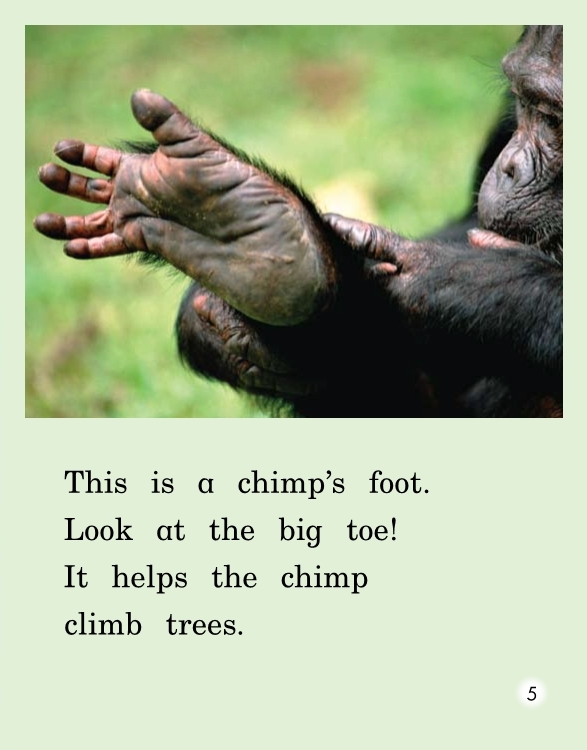 This is a chimp's foot.
Look at the big toe!
It helps the chimp
climb trees.
5